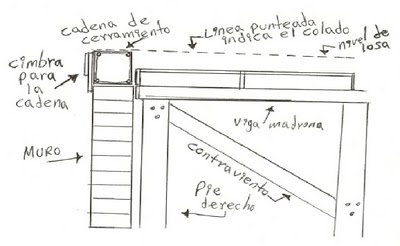 cadena de
cerramiento
Linea punteada
indica el colado
nivel de
losa
cimbra
para
la
cadena
viga madrona
MURO
contraviento
Pie
derecho